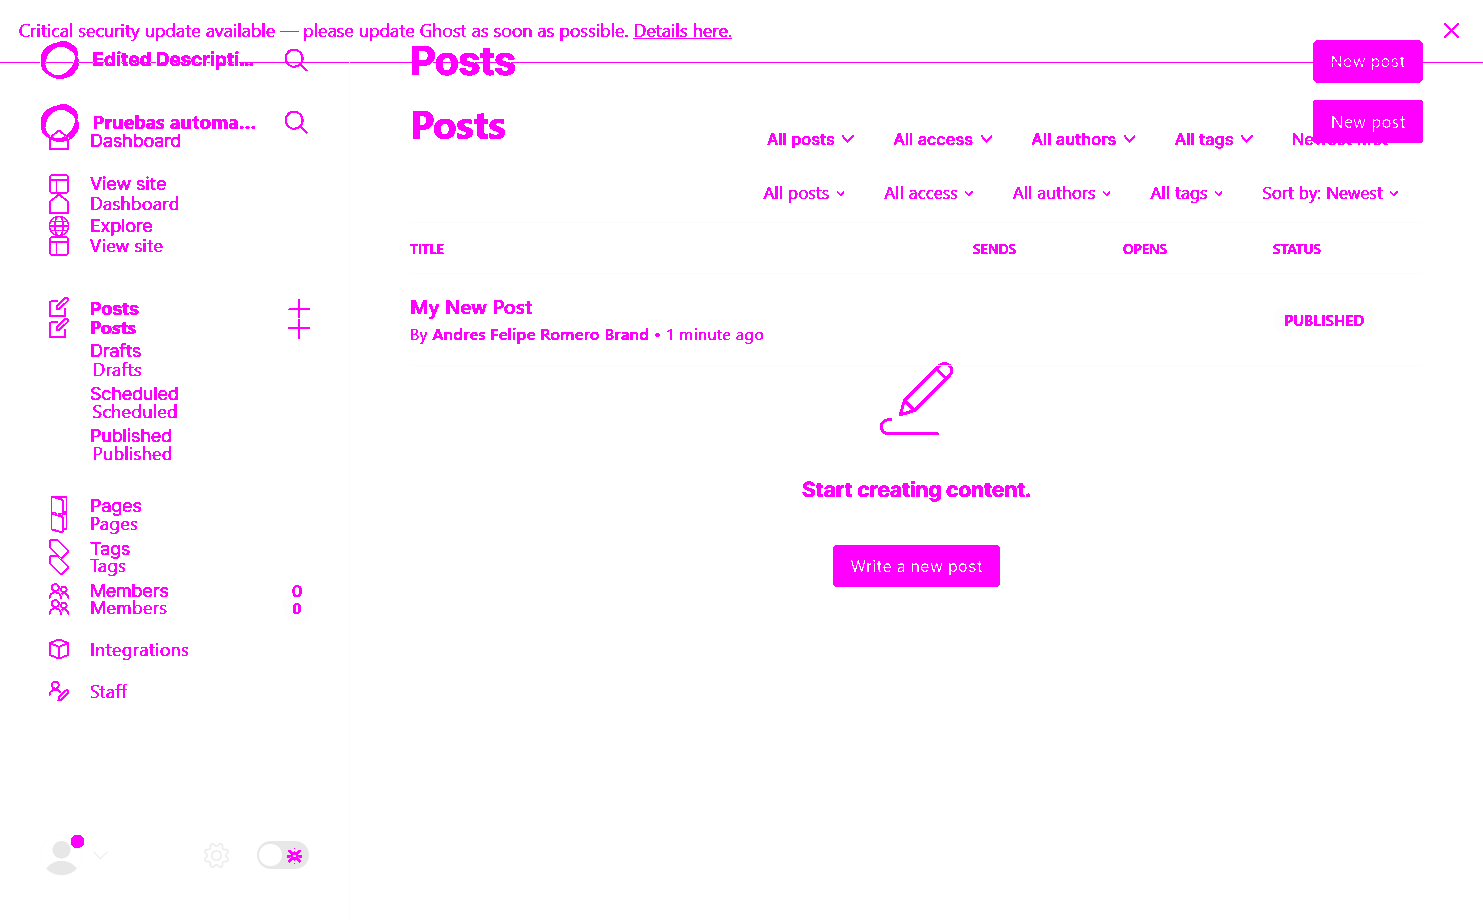 Critical security update available — please update Ghost as soon as possible. Details here.
Edited Descripti...
Posts
New post
Pruebas automa...
Posts
New post
Dashboard
All posts
All access
All authors
All tags
View site
All posts
All access
All authors
All tags
Sort by: Newest
Dashboard
Explore
View site
TITLE
SENDS
OPENS
STATUS
Posts
My New Post
PUBLISHED
Posts
By Andres Felipe Romero Brand • 1 minute ago
Drafts
Drafts
Scheduled
Scheduled
Published
Published
Start creating content.
Pages
Pages
Tags
Tags
Write a new post
Members 0
Members 0
Integrations
Staff